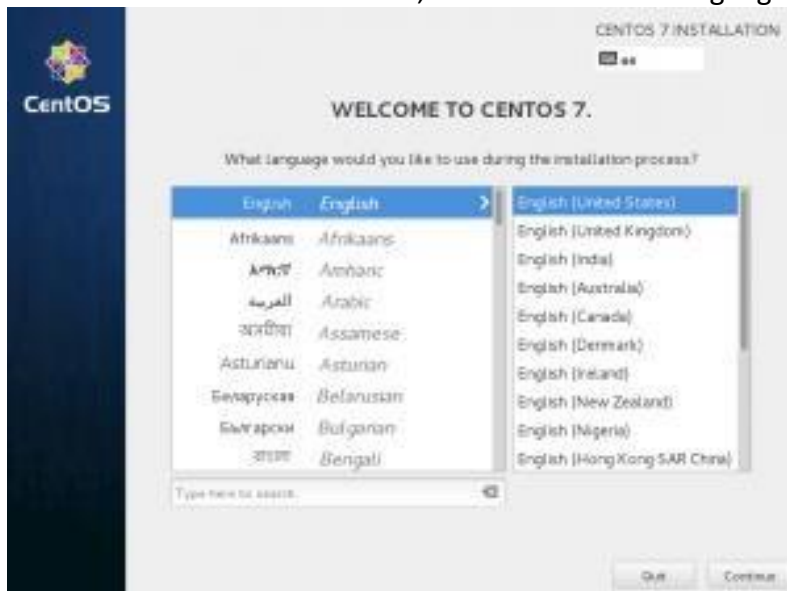 CENTOS 7 INSTALLATION
us
CentOS
WELCOME TO CENTOS 7.
What language would you like to use during the installation process?
English English
Afrikaans Afrikaans
አማርኛ Amharic
العربية Arabic
অসমীয়া Assamese
Asturianu Asturian
Беларуская Belarusian
Български Bulgarian
বাংলা Bengali
English (United States)
English (United Kingdom)
English (India)
English (Australia)
English (Canada)
English (Denmark)
English (Ireland)
English (New Zealand)
English (Nigeria)
English (Hong Kong SAR China)
Type here to search.
Quit Continue